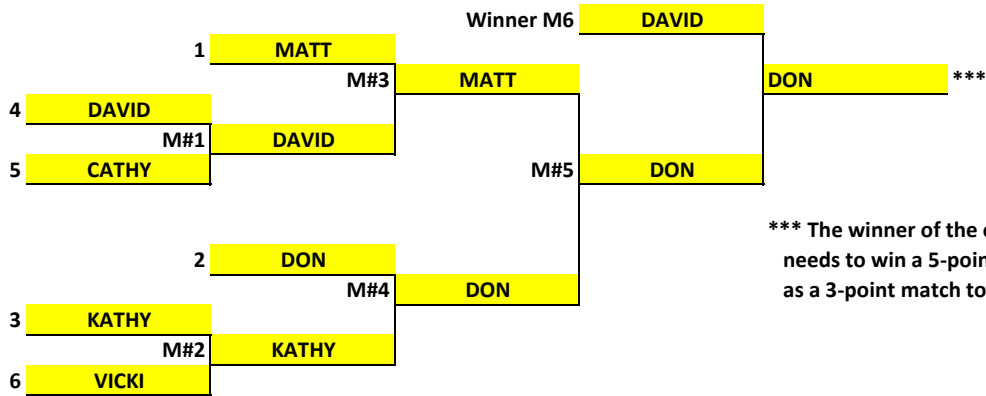 Winner M6 DAVID
1 MATT
M#3 MATT DON ***
4 DAVID
M#1 DAVID
5 CATHY M#5 DON
*** The winner of the
2 DON needs to win a
M#4 DON as a 3-point match to
3 KATHY
M#2 KATHY
6 VICKI